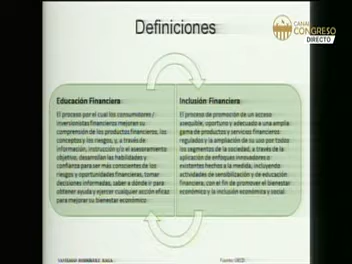 Definiciones
CANAL
CONGRESO
DIRECTO
Educación Financiera
El proceso por el cual los consumidores /
inversionistas financieros mejoran su
comprensión de los productos financieros, los
conceptos y los riesgos, y, a través de
información, instrucción y/o el asesoramiento
objetivo, desarrollan las habilidades y
confianza para ser mas conscientes de los
riesgos y oportunidades financieras, tomar
decisiones informadas, saber a dónde ir para
obtener ayuda y ejercer cualquier acción eficaz
para mejorar su bienestar económico.
Inclusión Financiera
El proceso de promoción de un acceso
asequible, oportuno y adecuado a una amplia
gama de productos y servicios financieros
regulados y la ampliación de su uso por todos
los segmentos de la sociedad, a través de la
aplicación de enfoques innovadores o
existentes hechos a la medida, incluyendo
actividades de sensibilización y de educación
financiera, con el fin de promover el bienestar
económico y la inclusión económica y social.
SANTIAGO RODRIGUEZ RAGA
Fuente: OECD